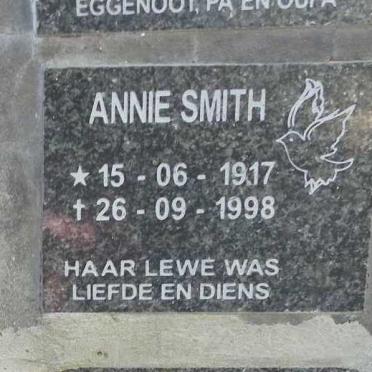 EGGENOOT, PA EN OUPA
ANNIE SMITH
★ 15 - 06 - 1917
† 26 - 09 - 1998
HAAR LEWE WAS
LIEFDE EN DIENS